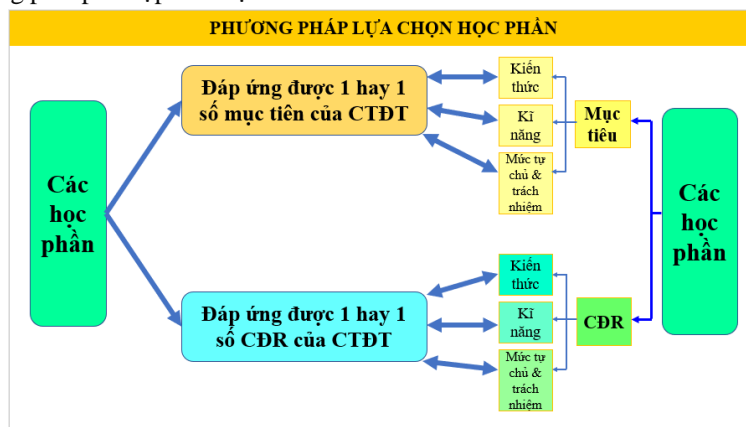 PHƯƠNG PHÁP LỰA CHỌN HỌC PHẦN
Các
học
phần
Đáp ứng được 1 hay 1
số mục tiên của CTĐT
Kiến
thức
Kĩ
năng
Mức tự
chủ &
trách
nhiệm
Mục
tiêu
Đáp ứng được 1 hay 1
số CĐR của CTĐT
Kiến
thức
Kĩ
năng
Mức tự
chủ &
trách
nhiệm
CĐR
Các
học
phần